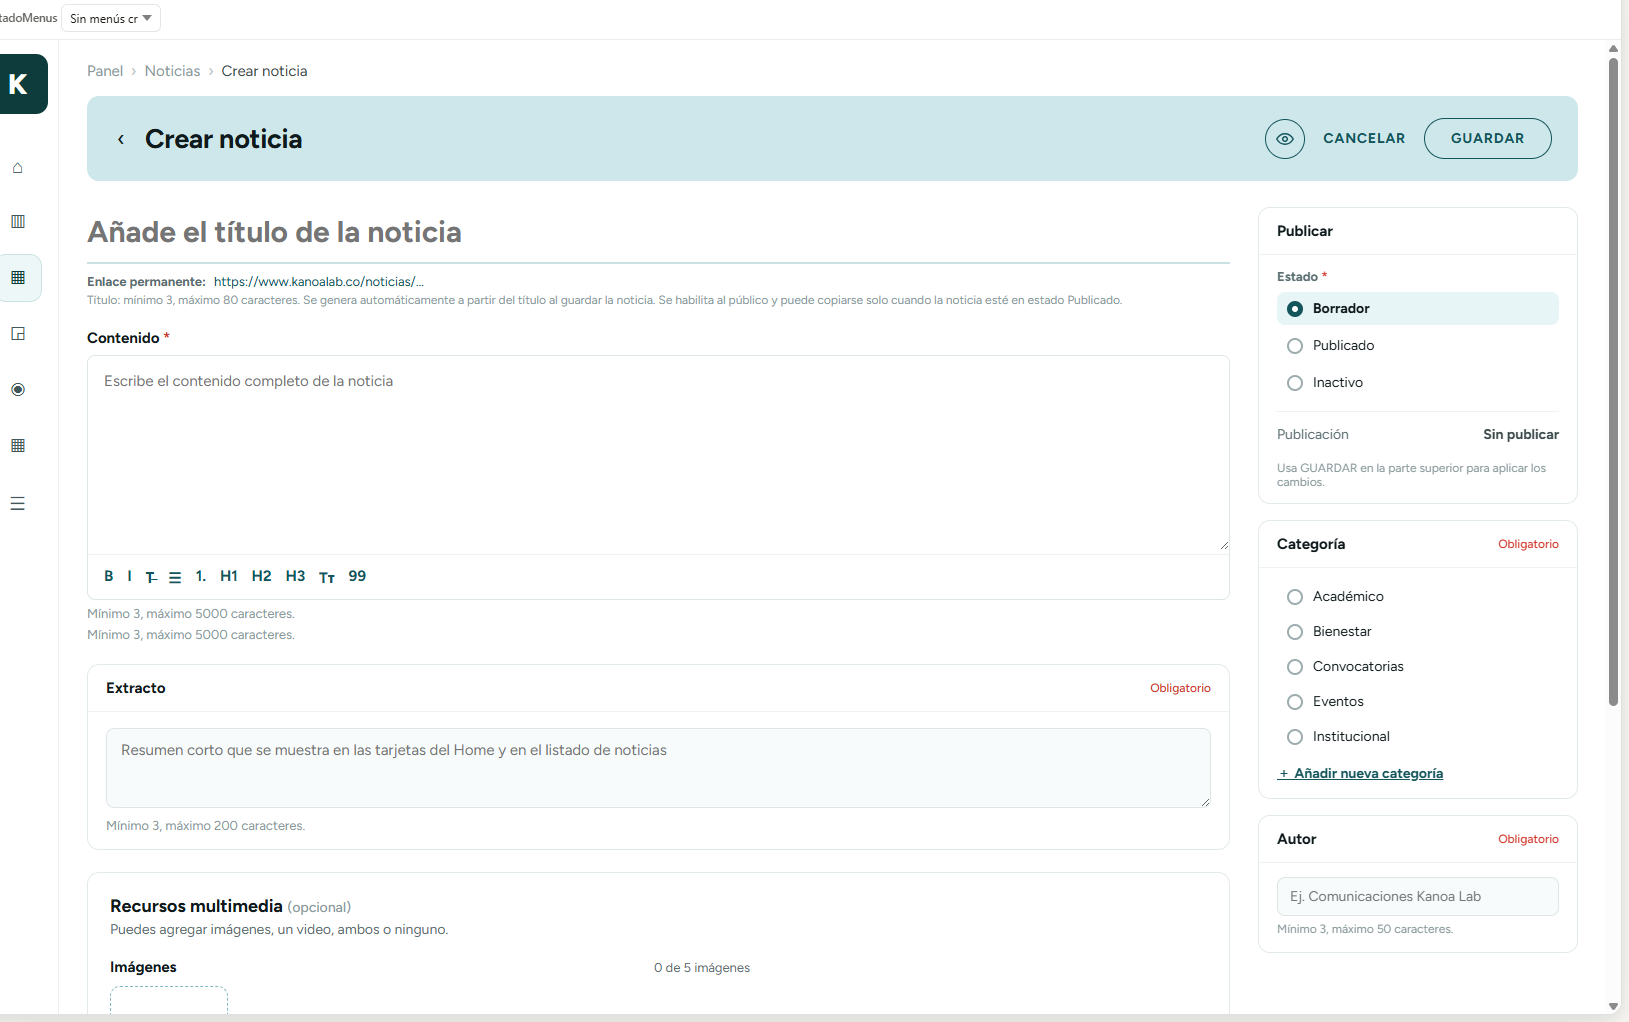 tadoMenus
Sin menús cr
K
Panel › Noticias › Crear noticia
Crear noticia
CANCELAR
GUARDAR
Añade el título de la noticia
Enlace permanente: https://www.kanoalab.co/noticias/...
Título: mínimo 3, máximo 80 caracteres. Se genera automáticamente a partir del título al guardar la noticia. Se habilita al público y puede copiarse solo cuando la noticia esté en estado Publicado.
Contenido *
Escribe el contenido completo de la noticia
B I T 1. H1 H2 H3 Tт 99
Mínimo 3, máximo 5000 caracteres.
Mínimo 3, máximo 5000 caracteres.
Extracto
Obligatorio
Resumen corto que se muestra en las tarjetas del Home y en el listado de noticias
Mínimo 3, máximo 200 caracteres.
Recursos multimedia (opcional)
Puedes agregar imágenes, un video, ambos o ninguno.
Imágenes
0 de 5 imágenes
Publicar
Estado *
Borrador
Publicado
Inactivo
Publicación
Sin publicar
Usa GUARDAR en la parte superior para aplicar los
cambios.
Categoría
Obligatorio
Académico
Bienestar
Convocatorias
Eventos
Institucional
+ Añadir nueva categoría
Autor
Obligatorio
Ej. Comunicaciones Kanoa Lab
Mínimo 3, máximo 50 caracteres.